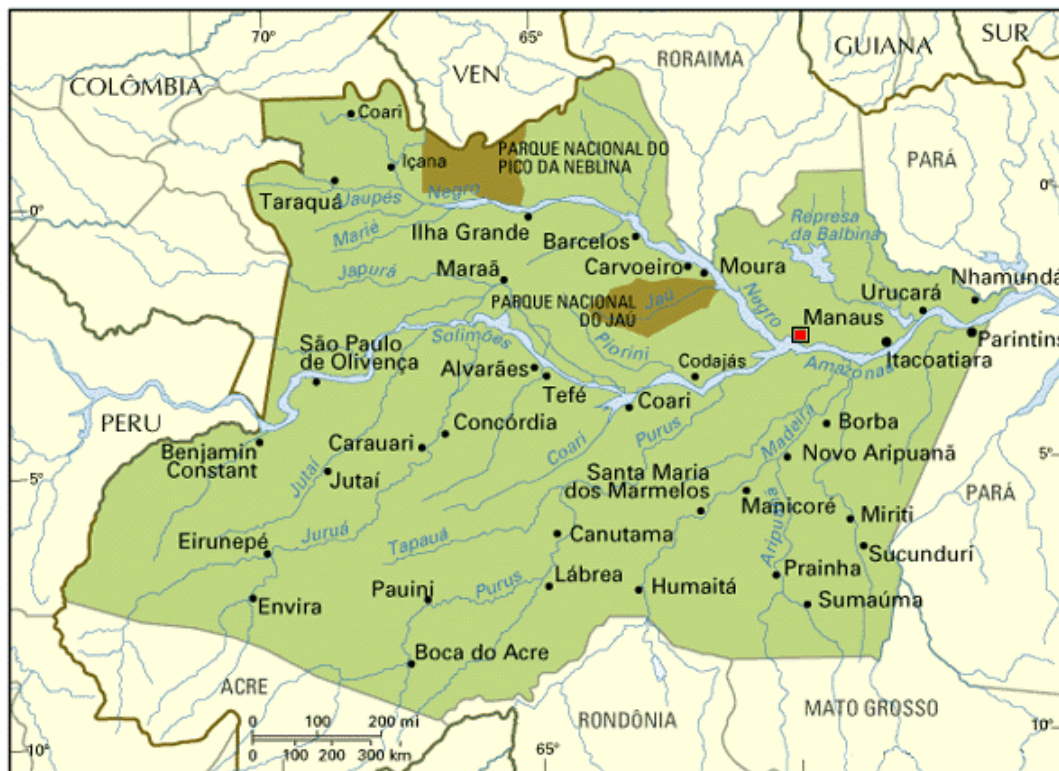 70°
65°
SUR
GUIANA
RORAIMA
VEN
COLÔMBIA
Coari
PARQUE NACIONAL DO
PICO DA NEBLINA
PARÁ
Içana
0°
Taraquá
Uaupés
Negro
0°
Marié
Ilha Grande
Barcelos
Represa
da Balbina
Japurá
Maraã
Carvoeiro
Moura
Nhamundá
PARQUE NACIONAL
DO JAÚ
Jaú
Negro
Urucará
Manaus
Solimões
Parintins
São Paulo
de Olivença
Piorini
Itacoatiara
Alvarães
Codajás
Amazonas
Tefé
Coari
PERU
Concórdia
Purus
Madeira
Borba
Benjamin
Constant
Carauari
Coari
Novo Aripuanã
5°
Jutaí
Jutaí
Santa Maria
dos Marmelos
5°
PARÁ
Manicoré
Miriti
Juruá
Tapauá
Canutama
Aripuanã
Eirunepé
Sucunduri
Envira
Pauini
Purus
Lábrea
Humaitá
Prainha
Sumaúma
Boca do Acre
ACRE
RONDÔNIA
MATO GROSSO
0 100 200 mi
0 100 200 300 km
10°
65°
10°